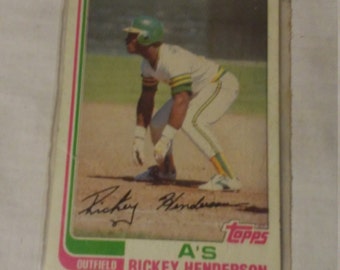 Rickey Henderson
topps
A'S
OUTFIELD RICKEY HENDERSON